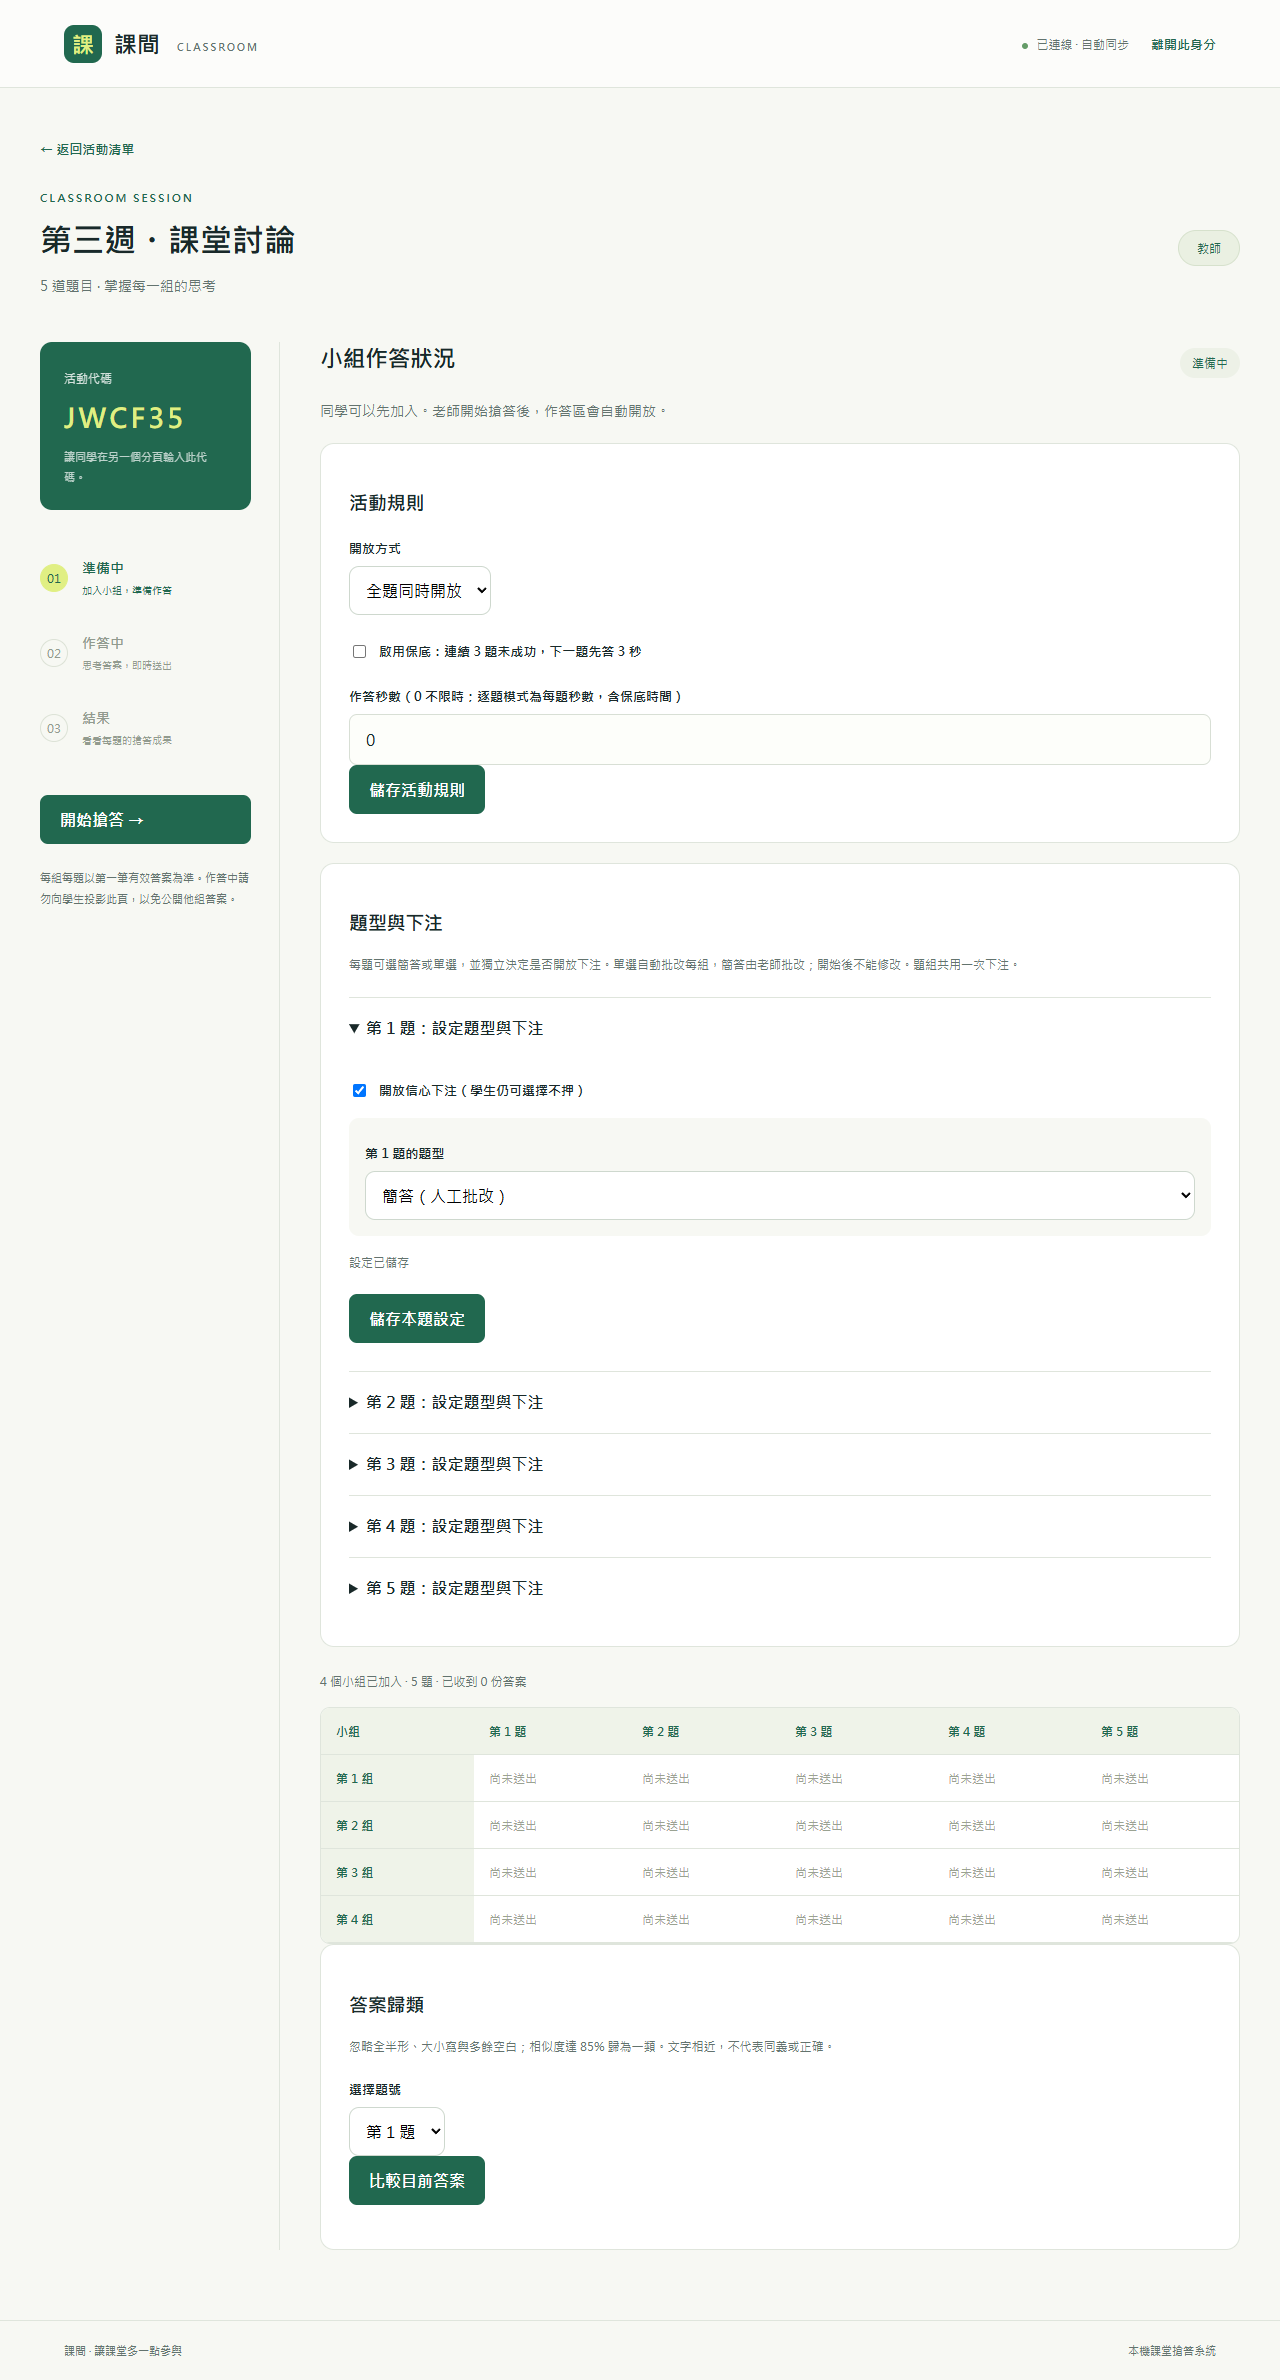 課 課間 CLASSROOM
已連線 · 自動同步 離開此身分
← 返回活動清單
CLASSROOM SESSION
第三週 · 課堂討論
教師
5 道題目 · 掌握每一組的思考
活動代碼
JWCF35
讓同學在另一個分頁輸入此代
碼。
01 準備中
加入小組，準備作答
02 作答中
思考答案，即時送出
03 結果
看看每題的搶答成果
開始搶答 →
每組每題以第一筆有效答案為準。作答中請
勿向學生投影此頁，以免公開他組答案。
小組作答狀況
準備中
同學可以先加入。老師開始搶答後，作答區會自動開放。
活動規則
開放方式
全題同時開放
啟用保底：連續 3 題未成功，下一題先答 3 秒
作答秒數（0 不限時；逐題模式為每題秒數，含保底時間）
0
儲存活動規則
題型與下注
每題可選簡答或單選，並獨立決定是否開放下注。單選自動批改每組，簡答由老師批改；開始後不能修改。題組共用一次下注。
▼ 第 1 題：設定題型與下注
開放信心下注（學生仍可選擇不押）
第 1 題的題型
簡答（人工批改）
設定已儲存
儲存本題設定
▶ 第 2 題：設定題型與下注
▶ 第 3 題：設定題型與下注
▶ 第 4 題：設定題型與下注
▶ 第 5 題：設定題型與下注
4 個小組已加入 · 5 題 · 已收到 0 份答案
小組 第 1 題 第 2 題 第 3 題 第 4 題 第 5 題
第 1 組 尚未送出 尚未送出 尚未送出 尚未送出 尚未送出
第 2 組 尚未送出 尚未送出 尚未送出 尚未送出 尚未送出
第 3 組 尚未送出 尚未送出 尚未送出 尚未送出 尚未送出
第 4 組 尚未送出 尚未送出 尚未送出 尚未送出 尚未送出
答案歸類
忽略全半形、大小寫與多餘空白；相似度達 85% 歸為一類。文字相近，不代表同義或正確。
選擇題號
第 1 題
比較目前答案
課間 · 讓課堂多一點參與
本機課堂搶答系統